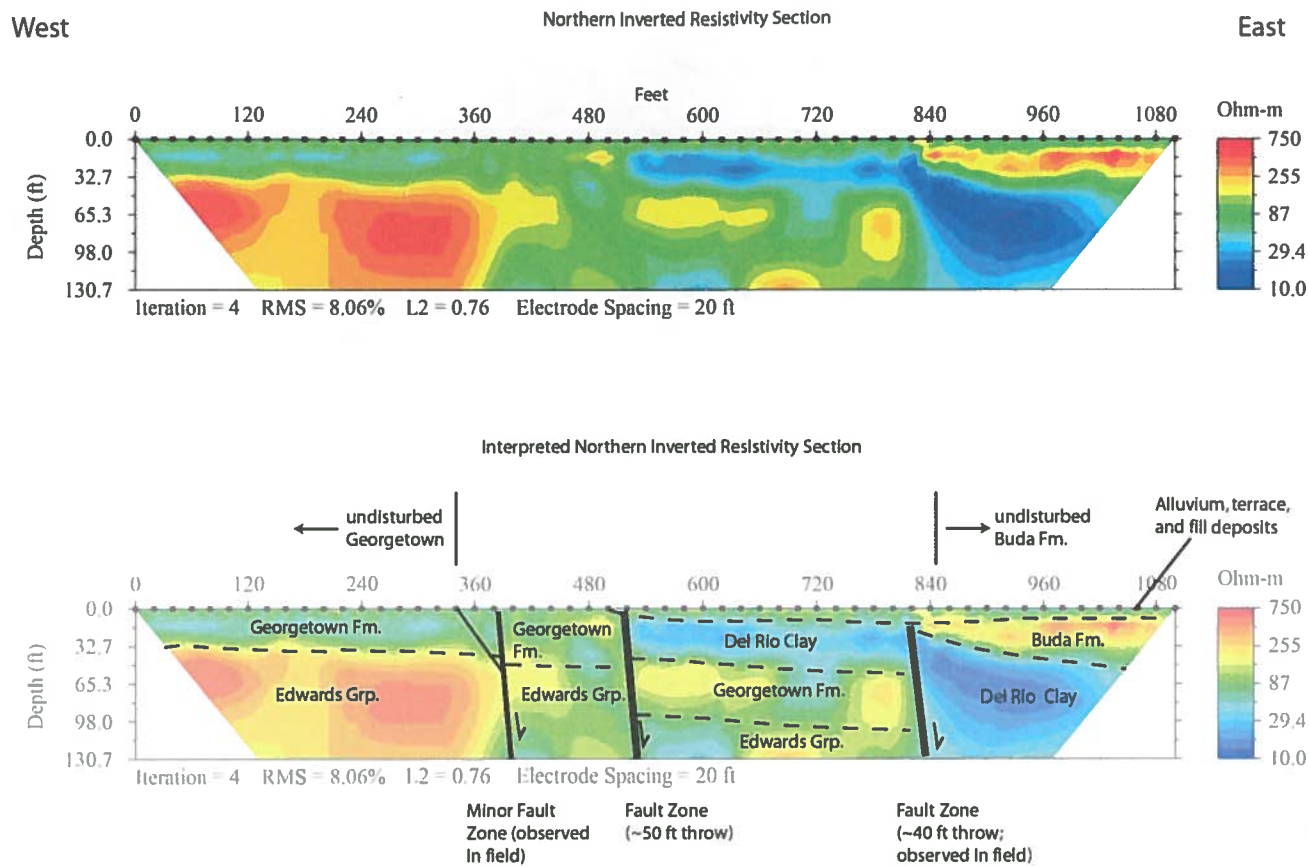 Northern Inverted Resistivity Section
West
East
Feet
0 120 240 360 480 600 720 840 960 1080
Ohm-m
Depth (ft)
0.0
32.7
65.3
98.0
130.7
750
255
87
29.4
10.0
Iteration = 4 RMS = 8.06% L2 = 0.76 Electrode Spacing = 20 ft
Interpreted Northern Inverted Resistivity Section
undisturbed
Georgetown
undisturbed
Buda Fm.
Alluvium, terrace,
and fill deposits
0 120 240 360 480 600 720 840 960 1080
Ohm-m
Depth (ft)
0.0
32.7
65.3
98.0
130.7
Georgetown Fm.
Georgetown
Fm.
Del Rio Clay
Buda Fm.
Edwards Grp.
Edwards Grp.
Georgetown Fm.
Del Rio Clay
Edwards Grp.
750
255
87
29.4
10.0
Iteration = 4 RMS = 8.06% L2 = 0.76 Electrode Spacing = 20 ft
Minor Fault
Zone (observed
In field)
Fault Zone
(~50 ft throw)
Fault Zone
(~40 ft throw;
observed In field)